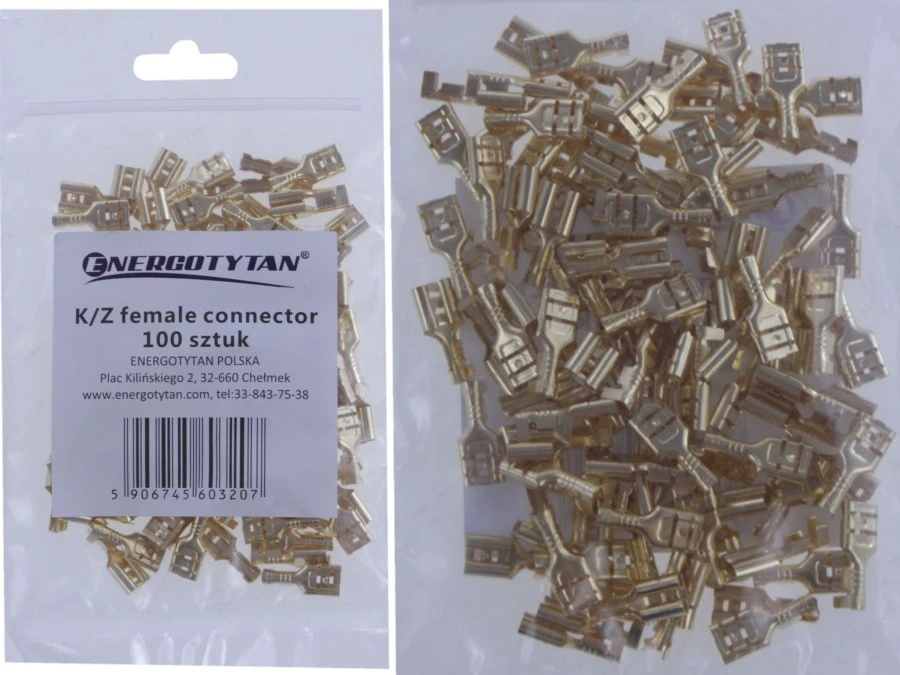 ENERGOTYTAN®
K/Z female connector
100 sztuk
ENERGOTYTAN POLSKA
Plac Kilińskiego 2, 32-660 Chełmek
www.energotytan.com, tel:33-843-75-38
5 906745 603207